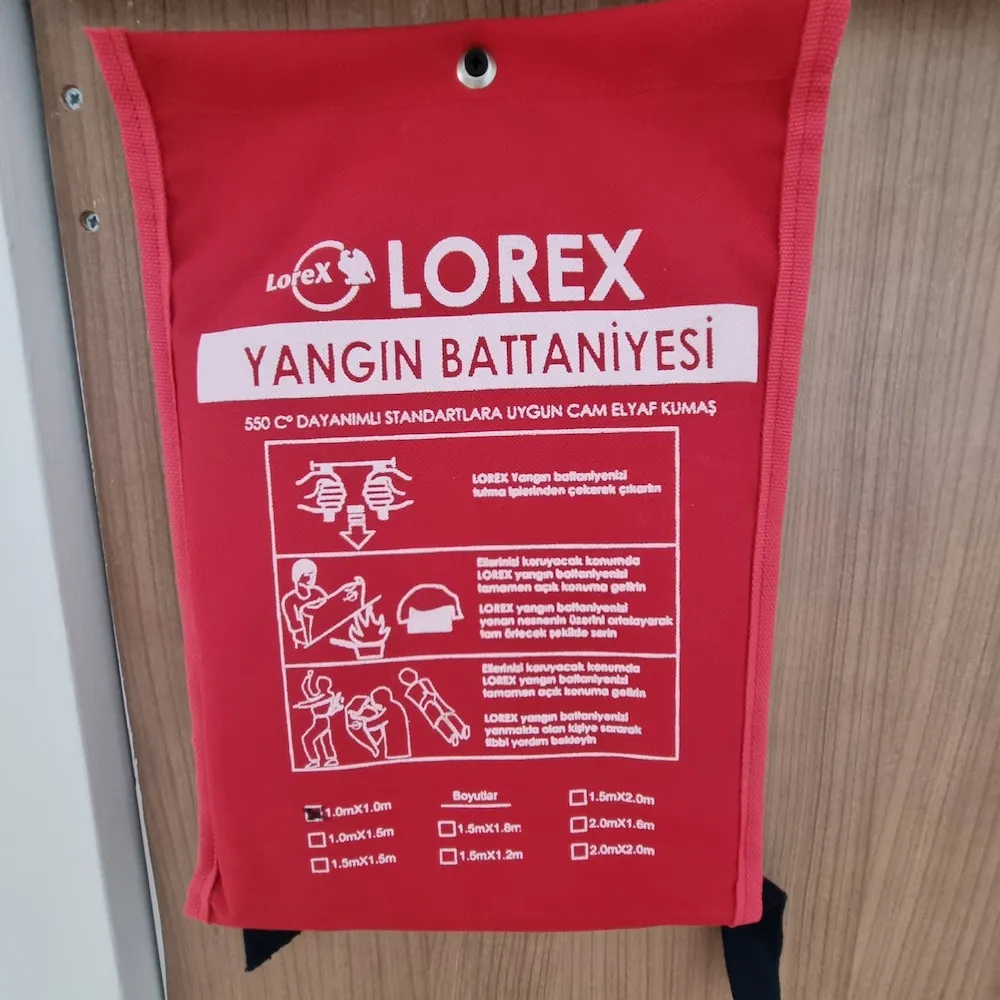 LoreX LOREX
YANGIN BATTANİYESİ
550 C° DAYANIMLI STANDARTLARA UYGUN CAM ELYAF KUMAŞ
LOREX Yangın battaniyenizi
tutma iplerinden çekerek çıkartın
Ellerinizi koruyacak konumda
LOREX yangın battaniyenizi
tamamen açık konuma getirin
LOREX yangın battaniyenizi
yanan nesnenin üzerini ortalayarak
tam örtecek şekilde serin
Ellerinizi koruyacak konumda
LOREX yangın battaniyenizi
tamamen açık konuma getirin
LOREX yangın battaniyenizi
yanmakta olan kişiye sararak
tıbbi yardım bekleyin
Boyutlar
1.0mX1.0m
1.0mX1.5m
1.5mX1.5m
1.5mX1.8m
1.5mX1.2m
1.5mX2.0m
2.0mX1.6m
2.0mX2.0m